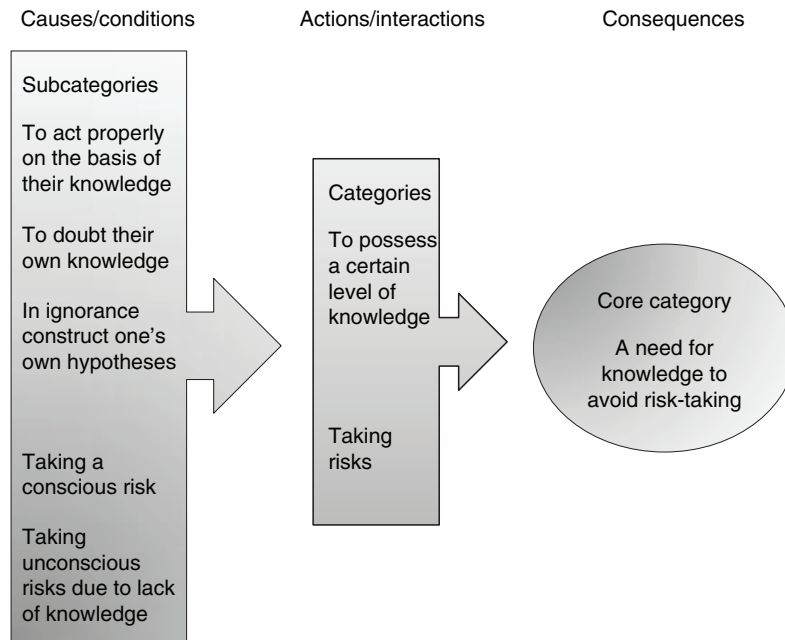 Causes/conditions
Actions/interactions
Consequences
Subcategories
To act properly
on the basis of
their knowledge
To doubt their
own knowledge
In ignorance
construct one's
own hypotheses
Taking a
conscious risk
Taking
unconscious
risks due to lack
of knowledge
Categories
To possess
a certain
level of
knowledge
Taking
risks
Core category
A need for
knowledge to
avoid risk-taking